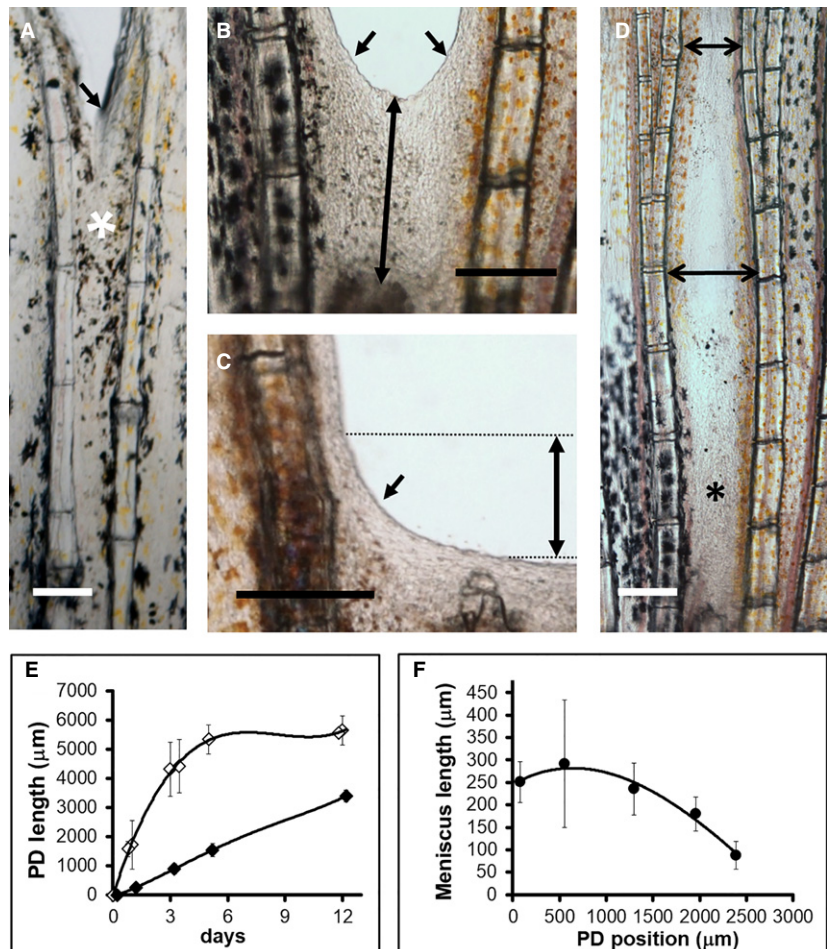 A
B
C
D
E
PD length (μm)
7000
6000
5000
4000
3000
2000
1000
0
0 3 6 9 12
days
F
Meniscus length (μm)
450
400
350
300
250
200
150
100
50
0
0 500 1000 1500 2000 2500 3000
PD position (μm)